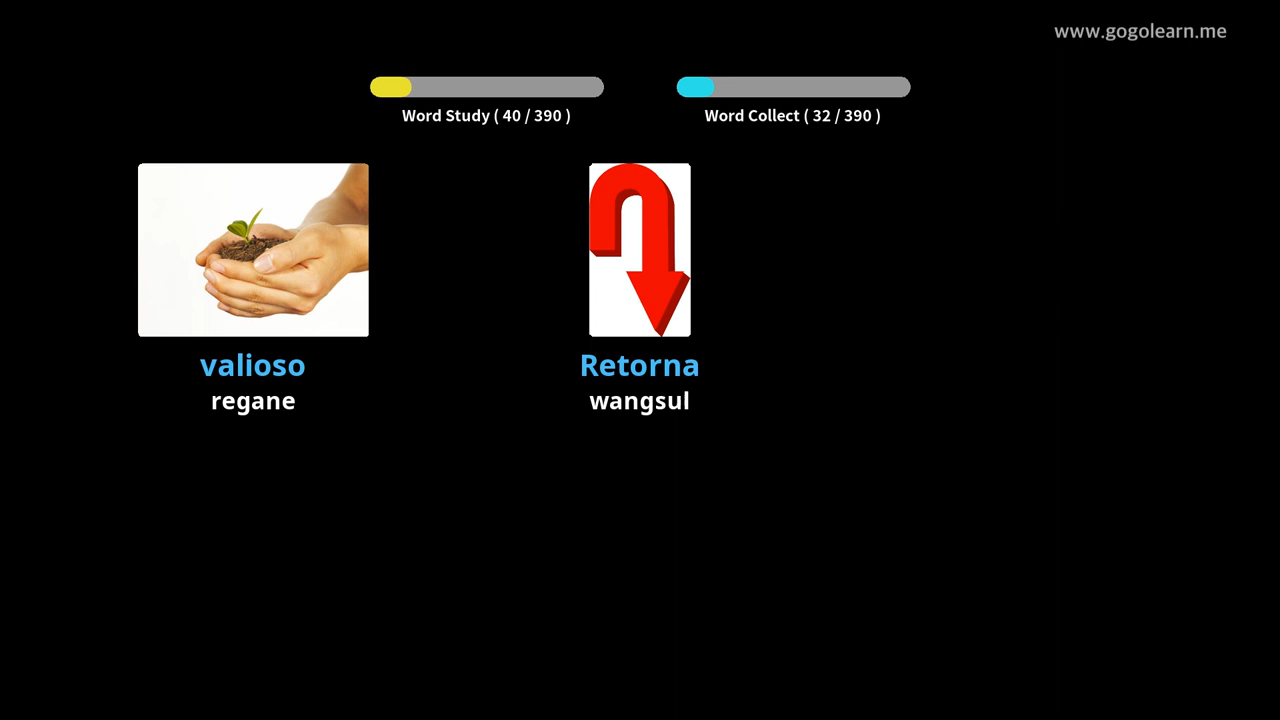 www.gogolearn.me
Word Study ( 40 / 390 )
Word Collect ( 32 / 390 )
valioso
regane
Retorna
wangsul